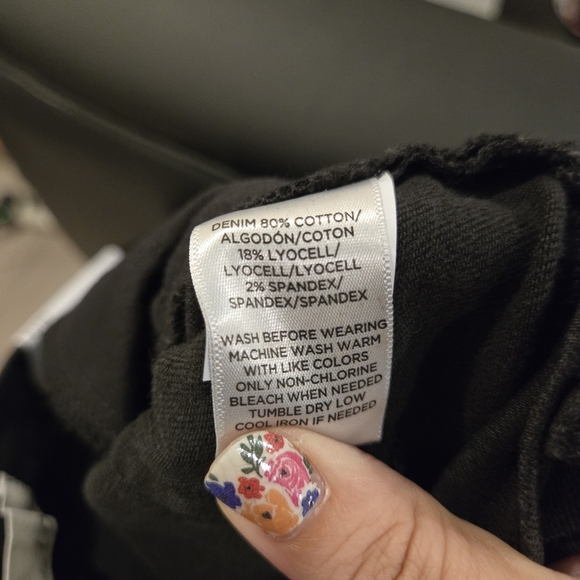 DENIM 80% COTTON/
ALGODÓN/COTON
18% LYOCELL/
LYOCELL/LYOCELL
2% SPANDEX/
SPANDEX/SPANDEX
WASH BEFORE WEARING
MACHINE WASH WARM
WITH LIKE COLORS
ONLY NON-CHLORINE
BLEACH WHEN NEEDED
TUMBLE DRY LOW
COOL IRON IF NEEDED